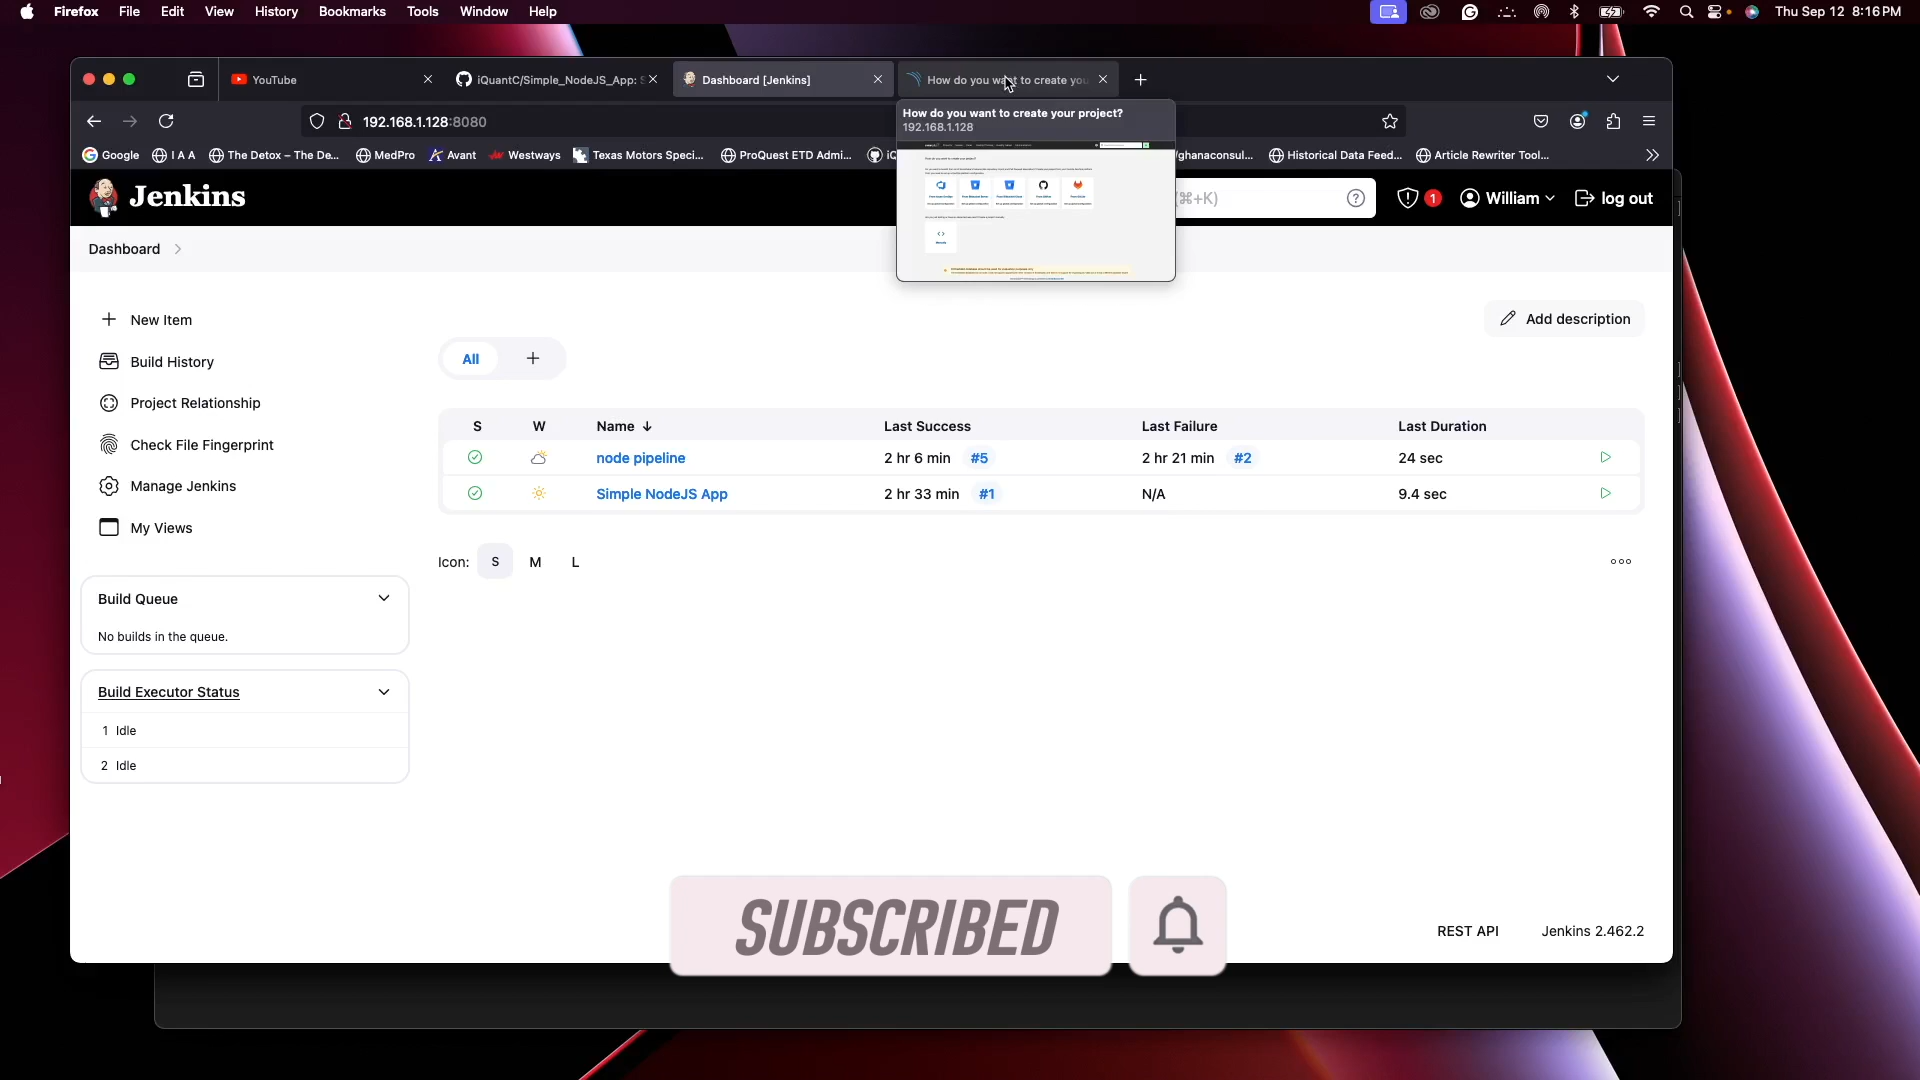 Firefox File Edit View History Bookmarks Tools Window Help
Thu Sep 12 8:16 PM
YouTube
iQuantC/Simple_NodeJS_App:
Dashboard [Jenkins]
How do you want to create you
192.168.1.128:8080
How do you want to create your project?
192.168.1.128
Google I A A The Detox – The De... MedPro Avant Westways Texas Motors Speci... ProQuest ETD Admi... /ghanaconsul... Historical Data Feed... Article Rewriter Tool...
Jenkins
(⌘+K)
1
William
log out
Dashboard
New Item
Build History
Project Relationship
Check File Fingerprint
Manage Jenkins
My Views
Build Queue
No builds in the queue.
Build Executor Status
1 Idle
2 Idle
Add description
All +
S W Name ↓ Last Success Last Failure Last Duration
node pipeline 2 hr 6 min #5 2 hr 21 min #2 24 sec
Simple NodeJS App 2 hr 33 min #1 N/A 9.4 sec
Icon: S M L
SUBSCRIBED
REST API Jenkins 2.462.2